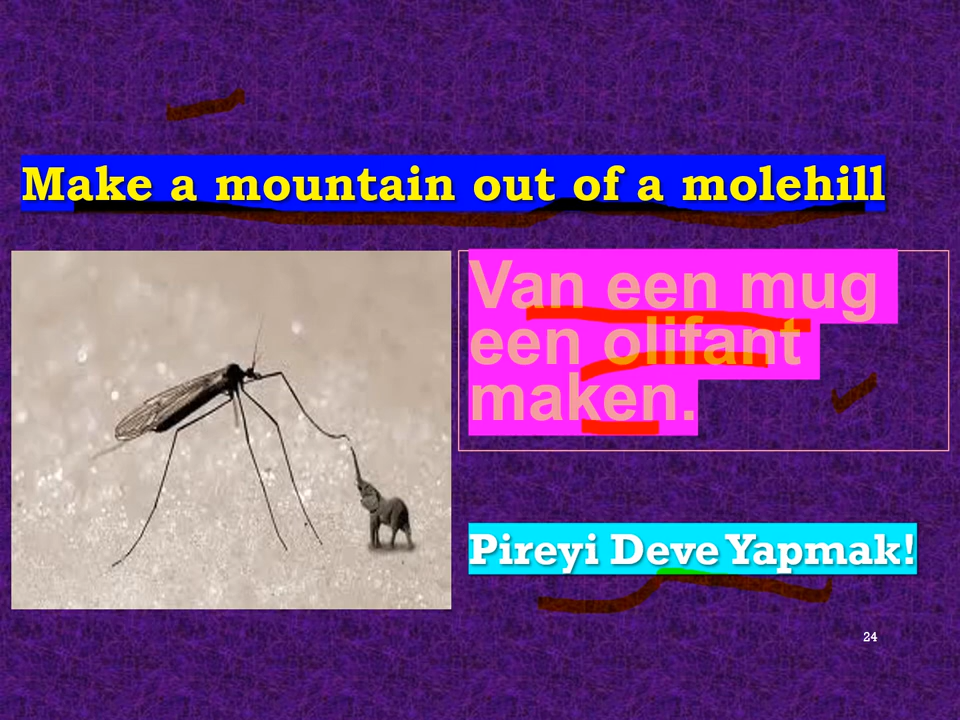 Make a mountain out of a molehill
Van een mug
een olifant
maken.
Pireyi Deve Yapmak!
24